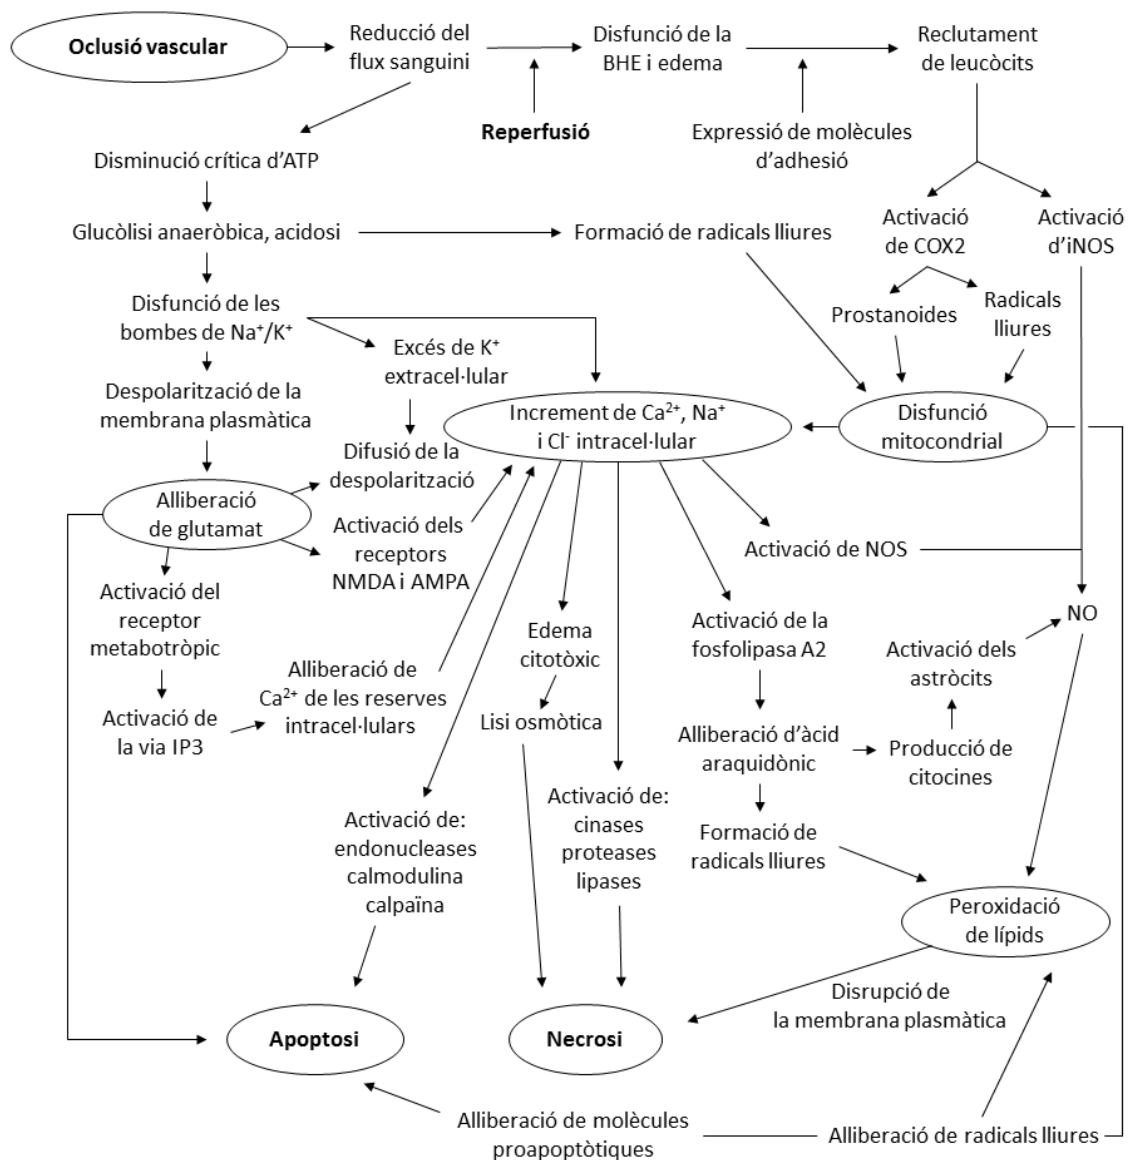 Oclusió vascular
Reducció del
flux sanguini
Disfunció de la
BHE i edema
Reclutament
de leucòcits
Reperfusió
Expressió de molècules
d'adhesió
Disminució crítica d'ATP
Glucòlisi anaeròbica, acidosi
Formació de radicals lliures
Activació
de COX2
Activació
d'iNOS
Disfunció de les
bombes de Na⁺/K⁺
Prostanoides
Radicals
lliures
Excés de K⁺
extracel·lular
Despolarització de la
membrana plasmàtica
Increment de Ca²⁺, Na⁺
i Cl⁻ intracel·lular
Disfunció
mitocondrial
Difusió de la
despolarització
Alliberació
de glutamat
Activació dels
receptors
NMDA i AMPA
Activació de NOS
Activació del
receptor
metabotròpic
Edema
citotòxic
Activació de la
fosfolipasa A2
NO
Activació dels
astròcits
Alliberació de
Ca²⁺ de les reserves
intracel·lulars
Activació de
la via IP3
Lisi osmòtica
Alliberació d'àcid
araquidònic
Producció de
citocines
Activació de:
endonucleases
calmodulina
calpaïna
Activació de:
cinases
proteases
lipases
Formació de
radicals lliures
Peroxidació
de lípids
Disrupció de
la membrana plasmàtica
Apoptosi
Necrosi
Alliberació de molècules
proapoptòtiques
Alliberació de radicals lliures